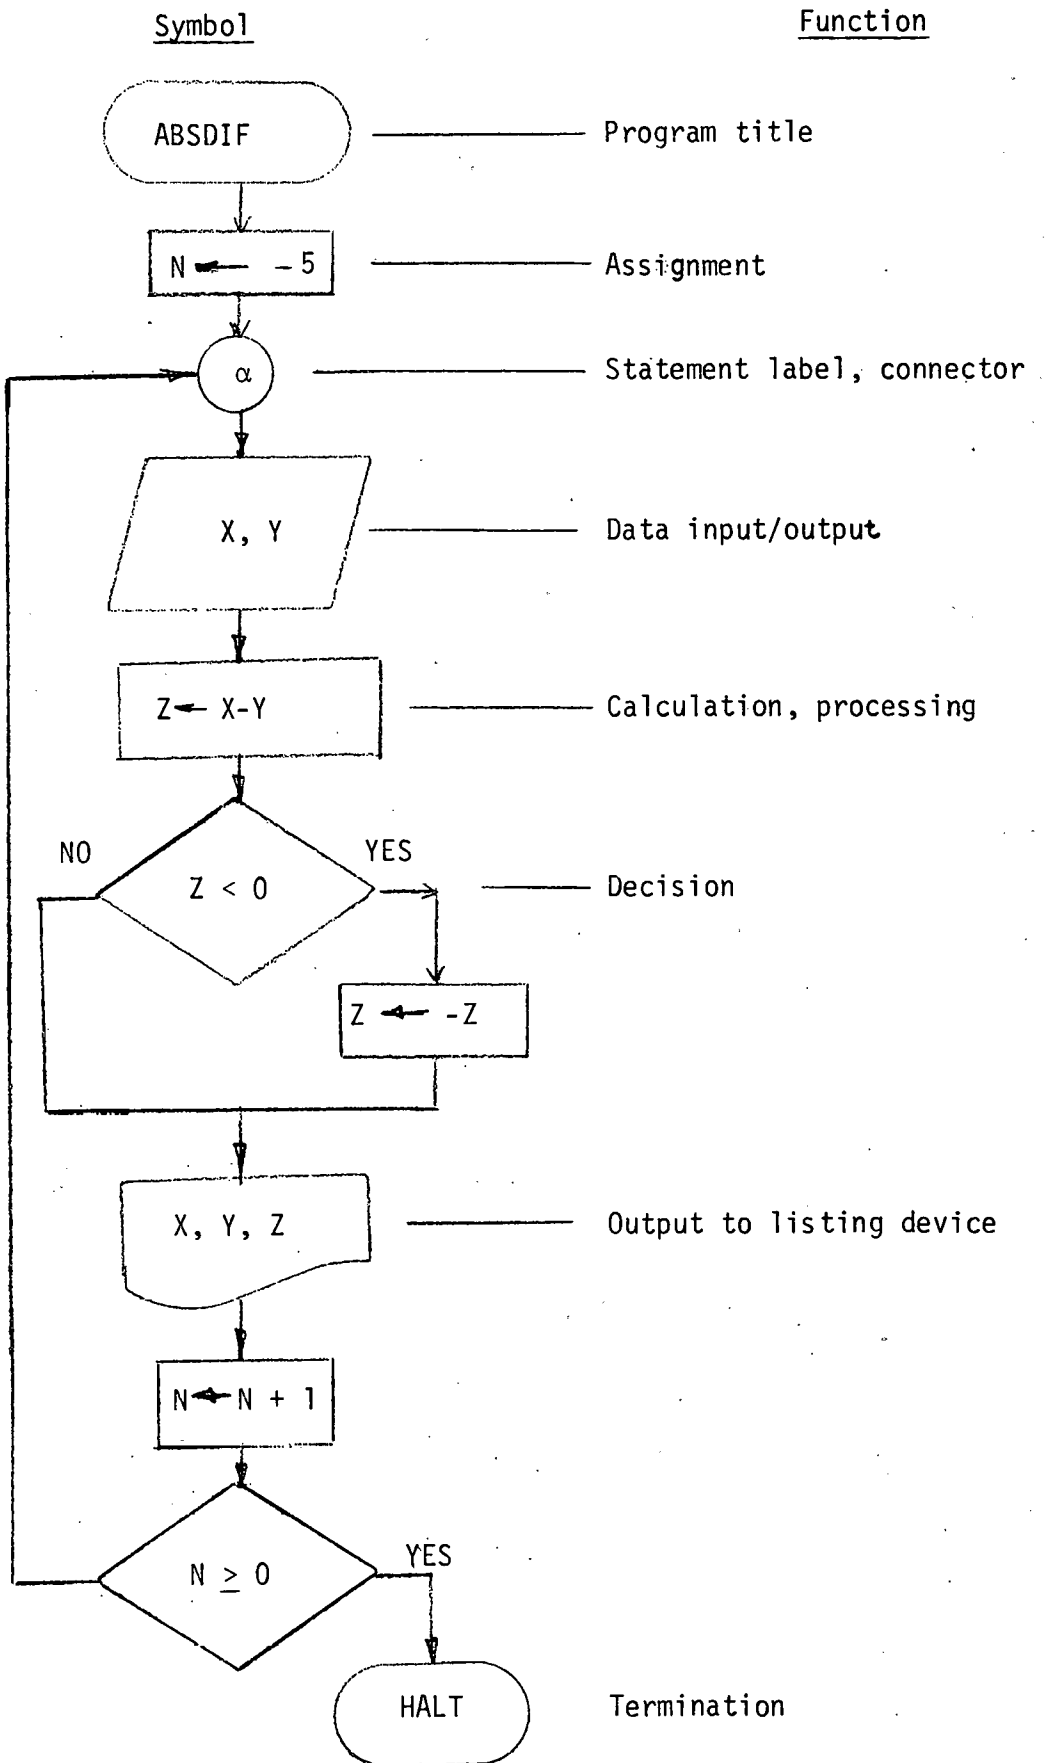 Symbol Function
ABSDIF Program title
N ← -5 Assignment
α Statement label, connector
X, Y Data input/output
Z ← X-Y Calculation, processing
NO YES
Z < 0 Decision
Z ← -Z
X, Y, Z Output to listing device
N ← N + 1
YES
N ≥ 0
HALT Termination